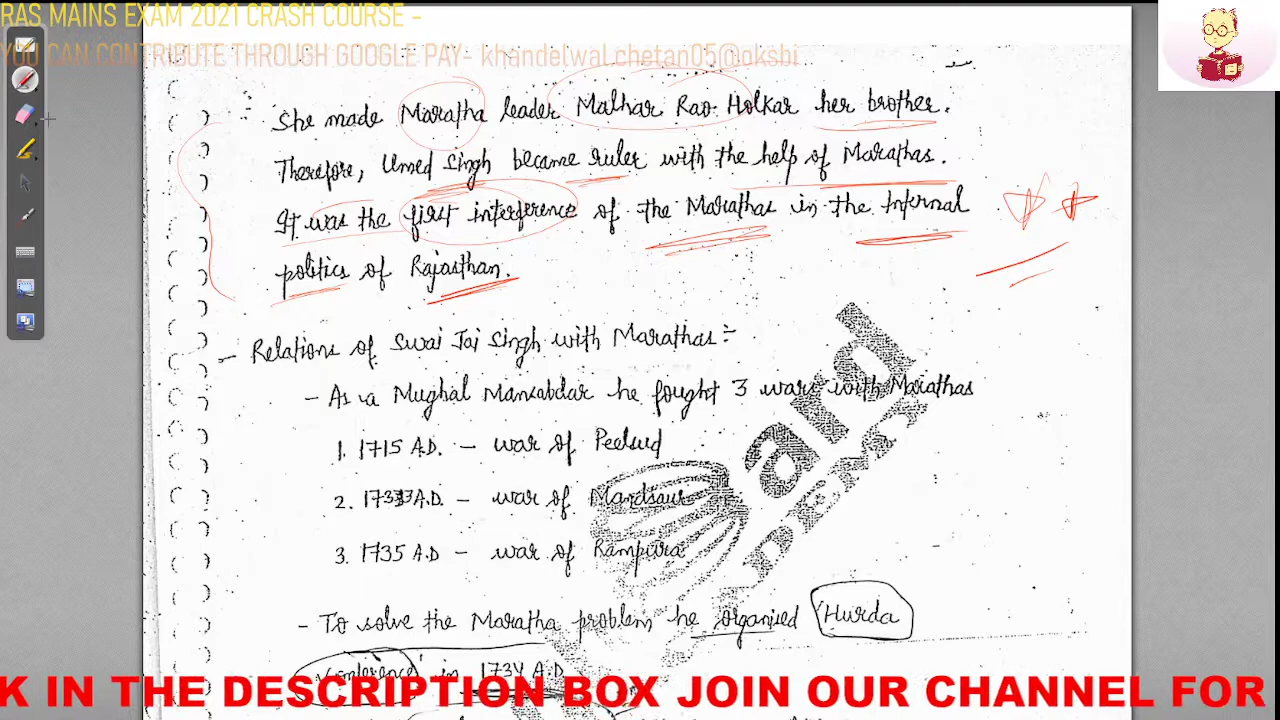 RAS MAINS EXAM 2021 CRASH COURSE -
YOU CAN CONTRIBUTE THROUGH GOOGLE PAY- khandelwal.chetan05@oksbi
She made Maratha leader Malhar Rao Holkar her brother.
Therefore, Umed Singh became ruler with the help of Marathas.
It was the first interference of the Marathas in the Internal
politics of Rajasthan.
- Relations of Swai Jai Singh with Marathas:-
- As a Mughal Mansabdar he fought 3 wars with Marathas
1. 1715 A.D. - war of Peelsud
2. A.D. - war of Mandsaur
3. 1735 A.D - war of Rampura
- To solve the Maratha problem he organised Hurda
conference in 1734 A.D.
K IN THE DESCRIPTION BOX JOIN OUR CHANNEL FOR